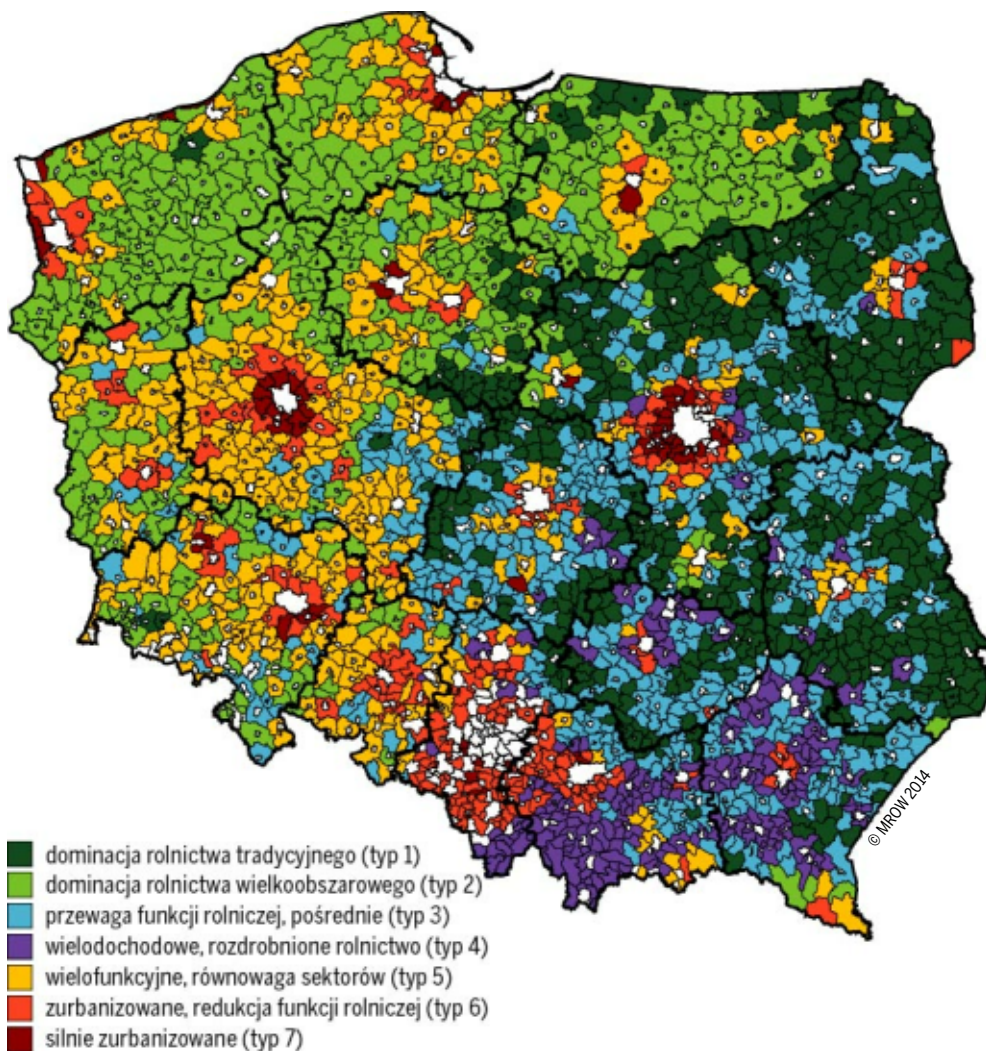 © MROW 2014
dominacja rolnictwa tradycyjnego (typ 1)
dominacja rolnictwa wielkoobszarowego (typ 2)
przewaga funkcji rolniczej, pośrednie (typ 3)
wielodochodowe, rozdrobnione rolnictwo (typ 4)
wielofunkcyjne, równowaga sektorów (typ 5)
zurbanizowane, redukcja funkcji rolniczej (typ 6)
silnie zurbanizowane (typ 7)